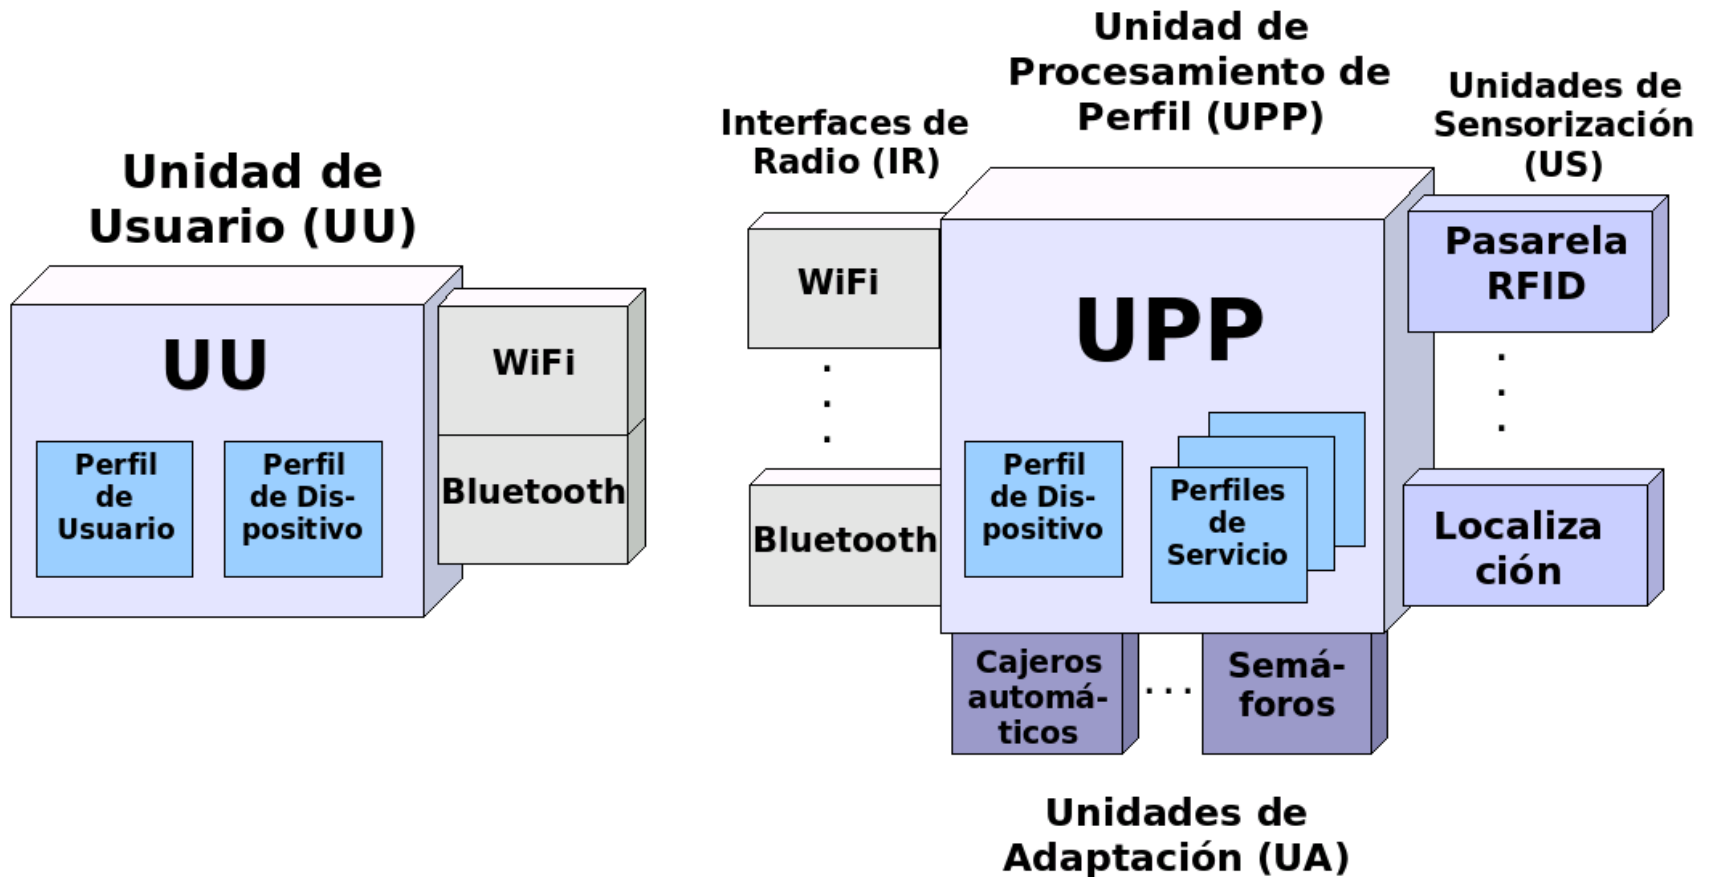 Unidad de
Usuario (UU)
UU
Perfil
de
Usuario
Perfil
de Dis-
positivo
WiFi
Bluetooth
Interfaces de
Radio (IR)
WiFi
.
.
.
Bluetooth
Unidad de
Procesamiento de
Perfil (UPP)
UPP
Perfil
de Dis-
positivo
Perfiles
de
Servicio
Unidades de
Sensorización
(US)
Pasarela
RFID
.
.
.
Localiza
ción
Cajeros
automá-
ticos
...
Semá-
foros
Unidades de
Adaptación (UA)